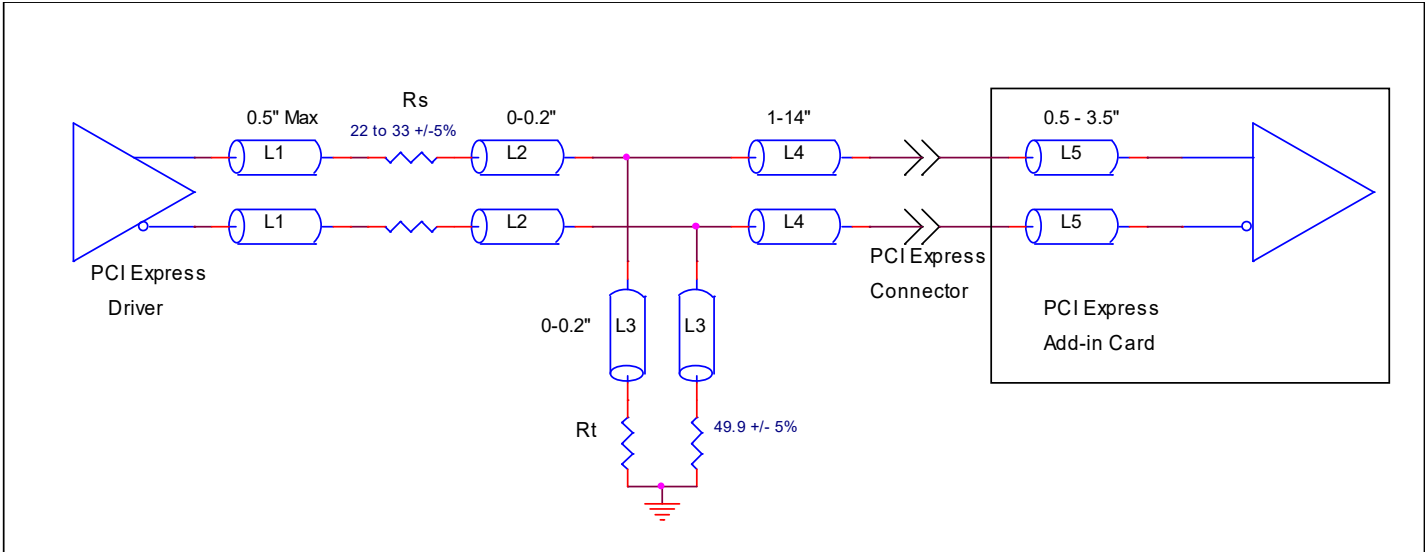 Rs
0.5" Max
22 to 33 +/-5%
0-0.2"
1-14"
0.5 - 3.5"
L1
L2
L4
L5
L1
L2
L4
L5
PCI Express
Driver
PCI Express
Connector
PCI Express
Add-in Card
0-0.2"
L3
L3
Rt
49.9 +/- 5%